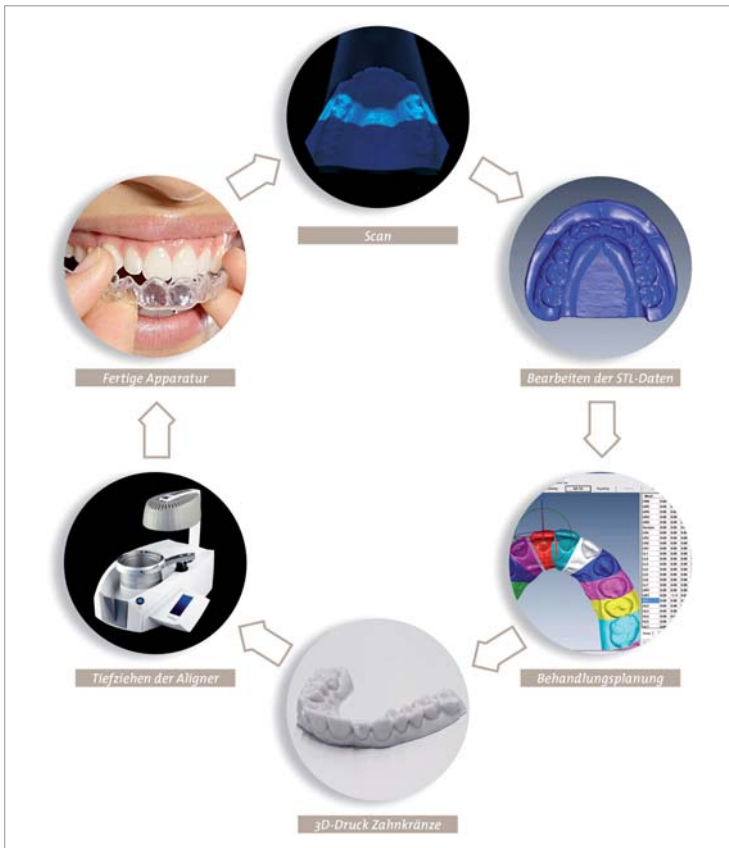 Scan
Bearbeiten der STL-Daten
Behandlungsplanung
3D-Druck Zahnkränze
Tiefziehen der Aligner
Fertige Apparatur